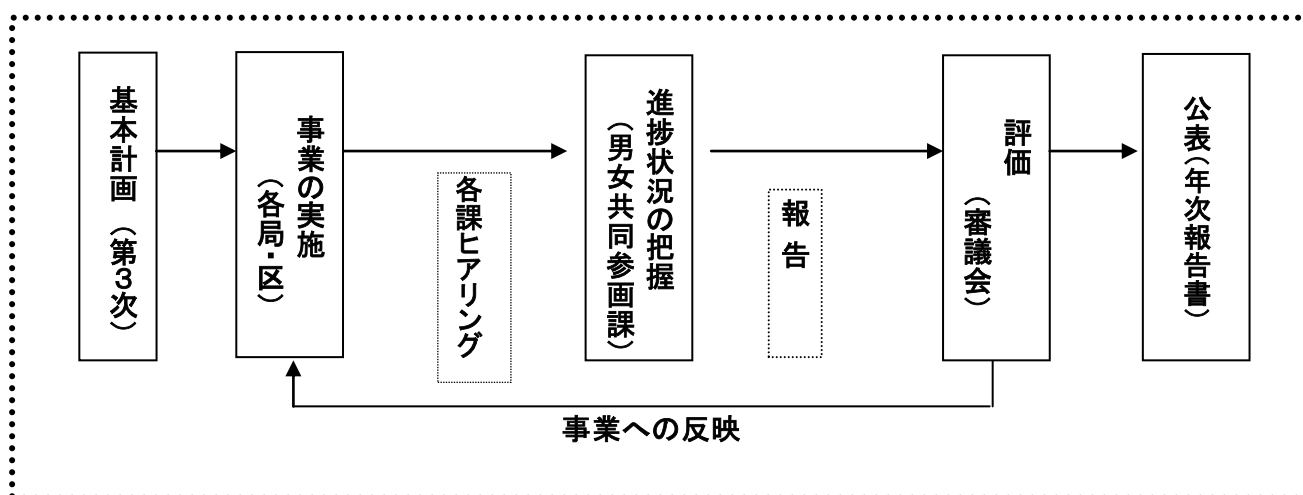 基本計画（第３次）
事業の実施
（各局・区）
各課ヒアリング
進捗状況の把握
（男女共同参画課）
報告
評価
（審議会）
公表（年次報告書）
事業への反映